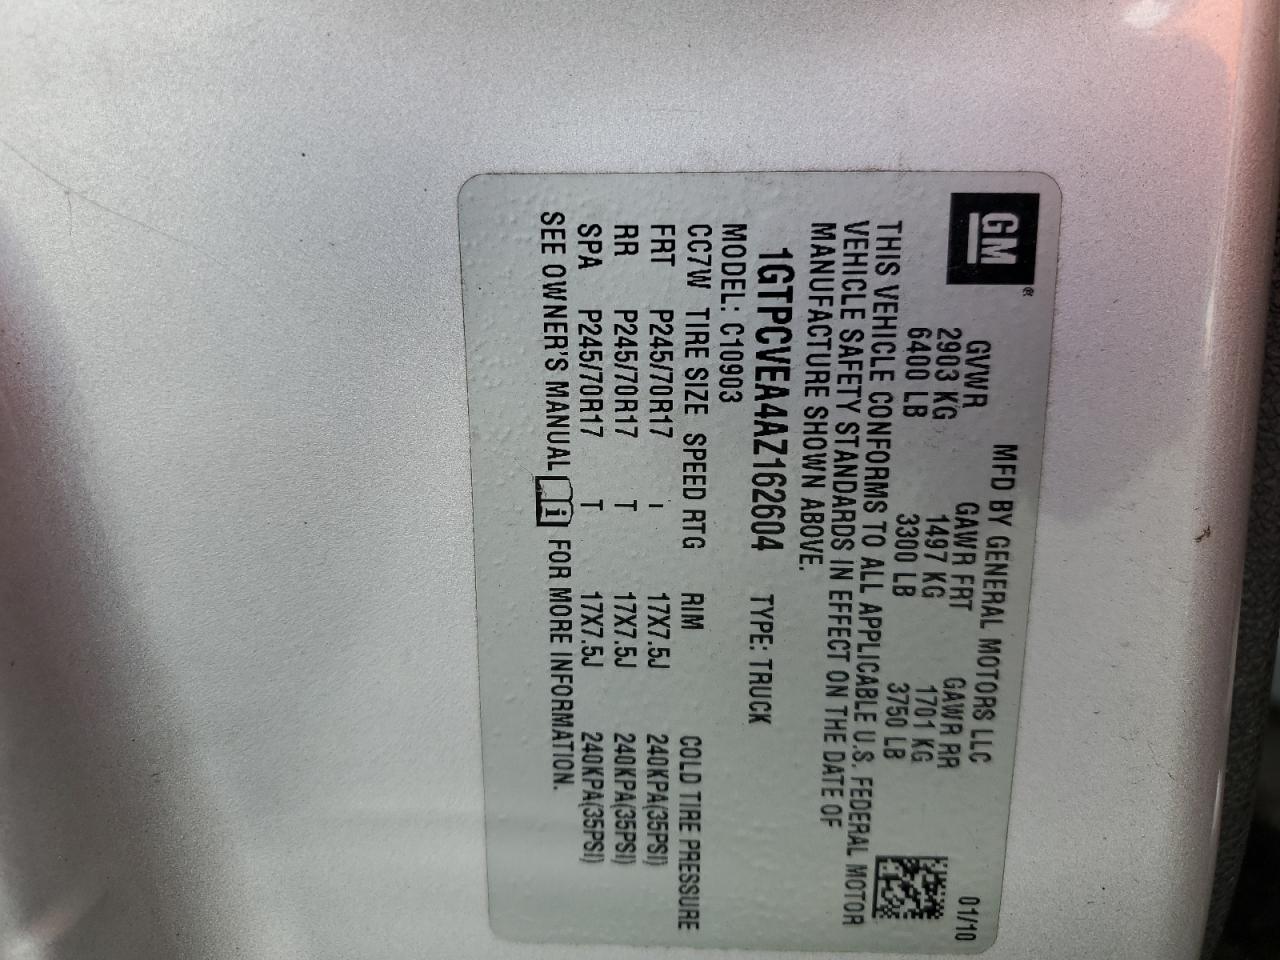 GM®
MFD BY GENERAL MOTORS LLC 01/10
GVWR GAWR FRT GAWR RR
2903 KG 1497 KG 1701 KG
6400 LB 3300 LB 3750 LB
THIS VEHICLE CONFORMS TO ALL APPLICABLE U.S. FEDERAL MOTOR
VEHICLE SAFETY STANDARDS IN EFFECT ON THE DATE OF
MANUFACTURE SHOWN ABOVE.
1GTPCVEA4AZ162604 TYPE: TRUCK
MODEL: C10903
CC7W TIRE SIZE SPEED RTG RIM COLD TIRE PRESSURE
FRT P245/70R17 17X7.5J 240KPA(35PSI)
RR P245/70R17 T 17X7.5J 240KPA(35PSI)
SPA P245/70R17 T 17X7.5J 240KPA(35PSI)
SEE OWNER'S MANUAL i FOR MORE INFORMATION.